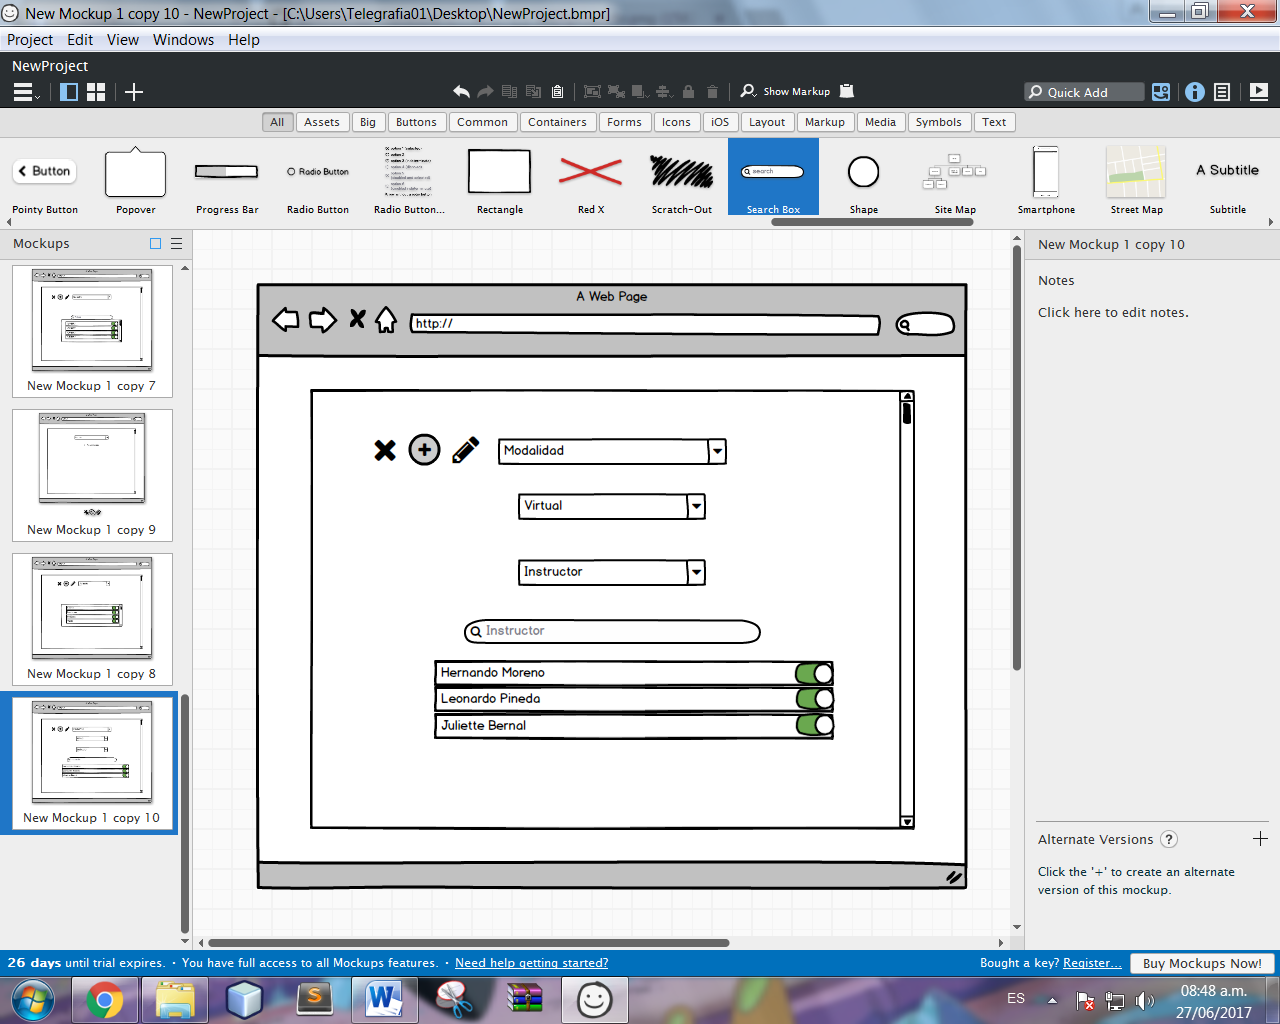 New Mockup 1 copy 10 - NewProject - [C:\Users\Telegrafia01\Desktop\NewProject.bmpr]
Project Edit View Windows Help
NewProject
Show Markup
Quick Add
All Assets Big Buttons Common Containers Forms Icons iOS Layout Markup Media Symbols Text
Button
Radio Button
search
A Subtitle
Pointy Button Popover Progress Bar Radio Button Radio Button... Rectangle Red X Scratch-Out Search Box Shape Site Map Smartphone Street Map Subtitle
Mockups
New Mockup 1 copy 7
New Mockup 1 copy 9
New Mockup 1 copy 8
New Mockup 1 copy 10
A Web Page
http://
Modalidad
Virtual
Instructor
Instructor
Hernando Moreno
Leonardo Pineda
Juliette Bernal
New Mockup 1 copy 10
Notes
Click here to edit notes.
Alternate Versions ?
Click the '+' to create an alternate
version of this mockup.
26 days until trial expires. • You have full access to all Mockups features. • Need help getting started?
Bought a key? Register... Buy Mockups Now!
ES
08:48 a.m.
27/06/2017